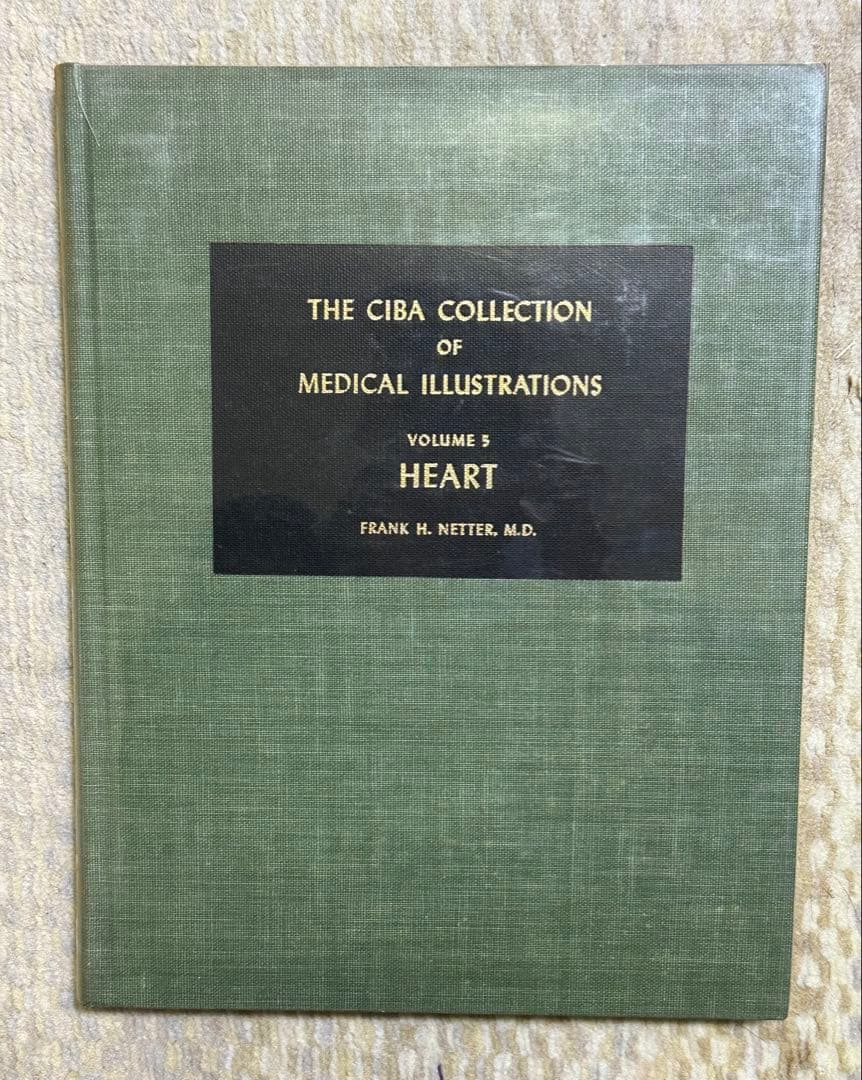 THE CIBA COLLECTION
OF
MEDICAL ILLUSTRATIONS
VOLUME 5
HEART
FRANK H. NETTER, M.D.